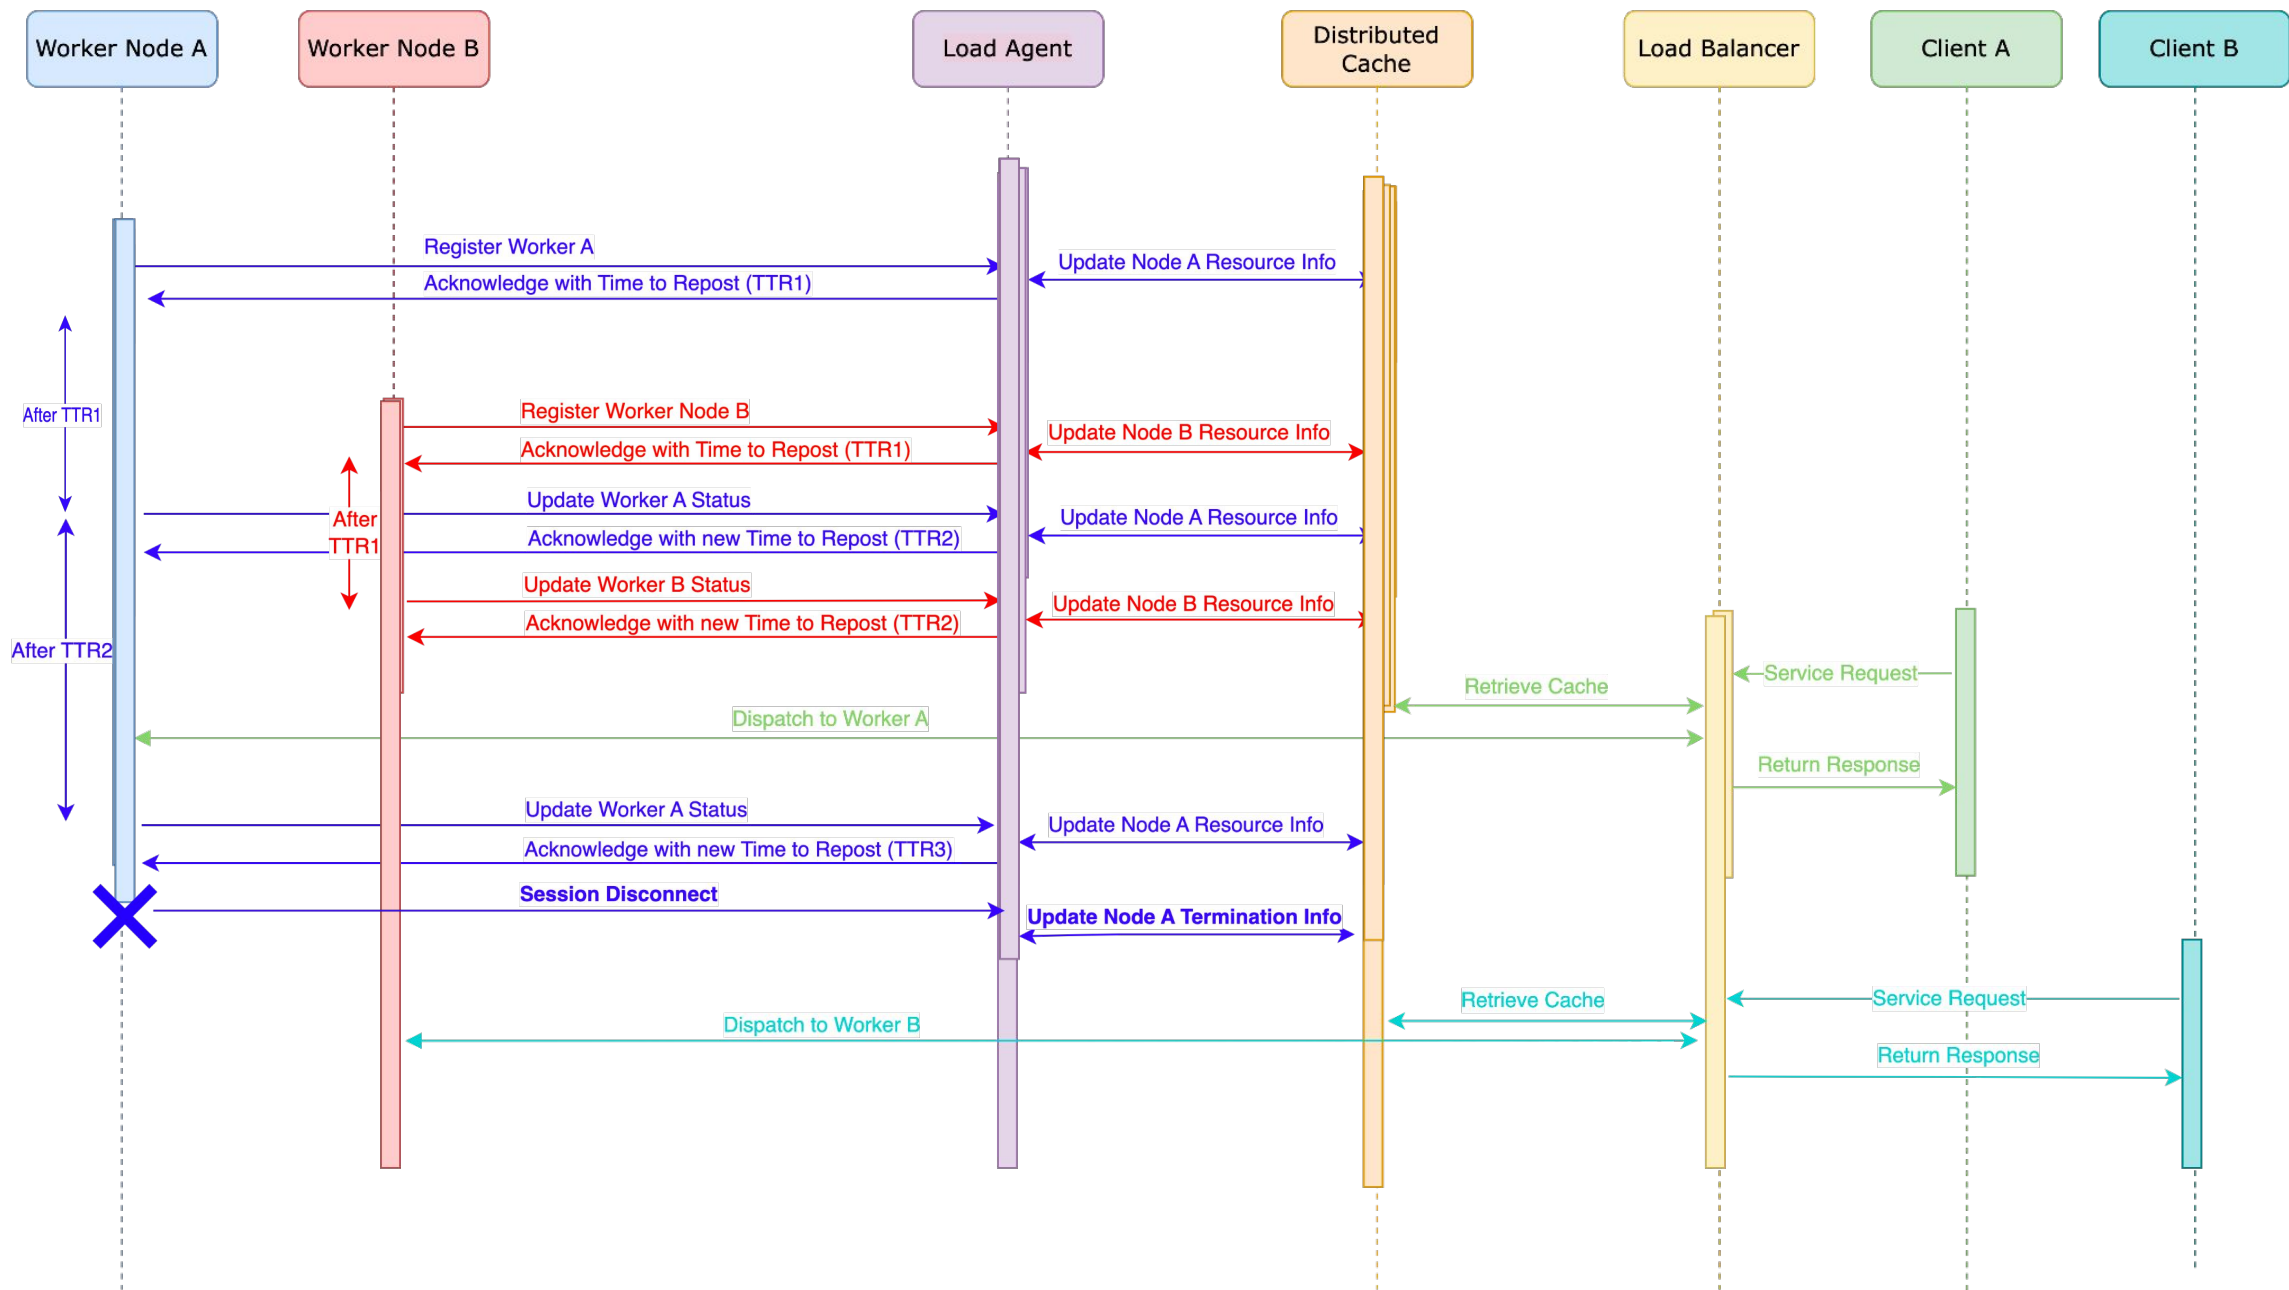 Worker Node A
Worker Node B
Load Agent
Distributed
Cache
Load Balancer
Client A
Client B
Register Worker A
Update Node A Resource Info
Acknowledge with Time to Repost (TTR1)
After TTR1
Register Worker Node B
Update Node B Resource Info
Acknowledge with Time to Repost (TTR1)
Update Worker A Status
After
TTR1
Update Node A Resource Info
Acknowledge with new Time to Repost (TTR2)
Update Worker B Status
Update Node B Resource Info
Acknowledge with new Time to Repost (TTR2)
After TTR2
Service Request
Retrieve Cache
Dispatch to Worker A
Return Response
Update Worker A Status
Update Node A Resource Info
Acknowledge with new Time to Repost (TTR3)
Session Disconnect
Update Node A Termination Info
Service Request
Retrieve Cache
Dispatch to Worker B
Return Response